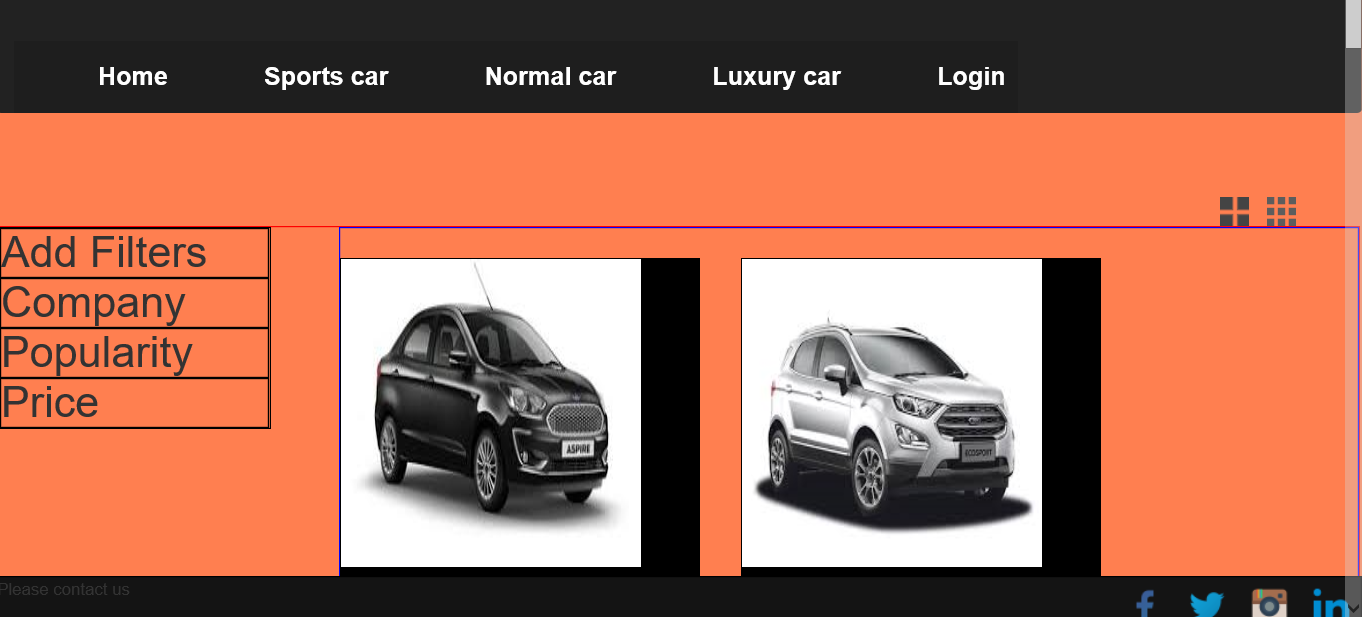 Home Sports car Normal car Luxury car Login
Add Filters
Company
Popularity
Price
ASPIRE
ECOSPORT
Please contact us